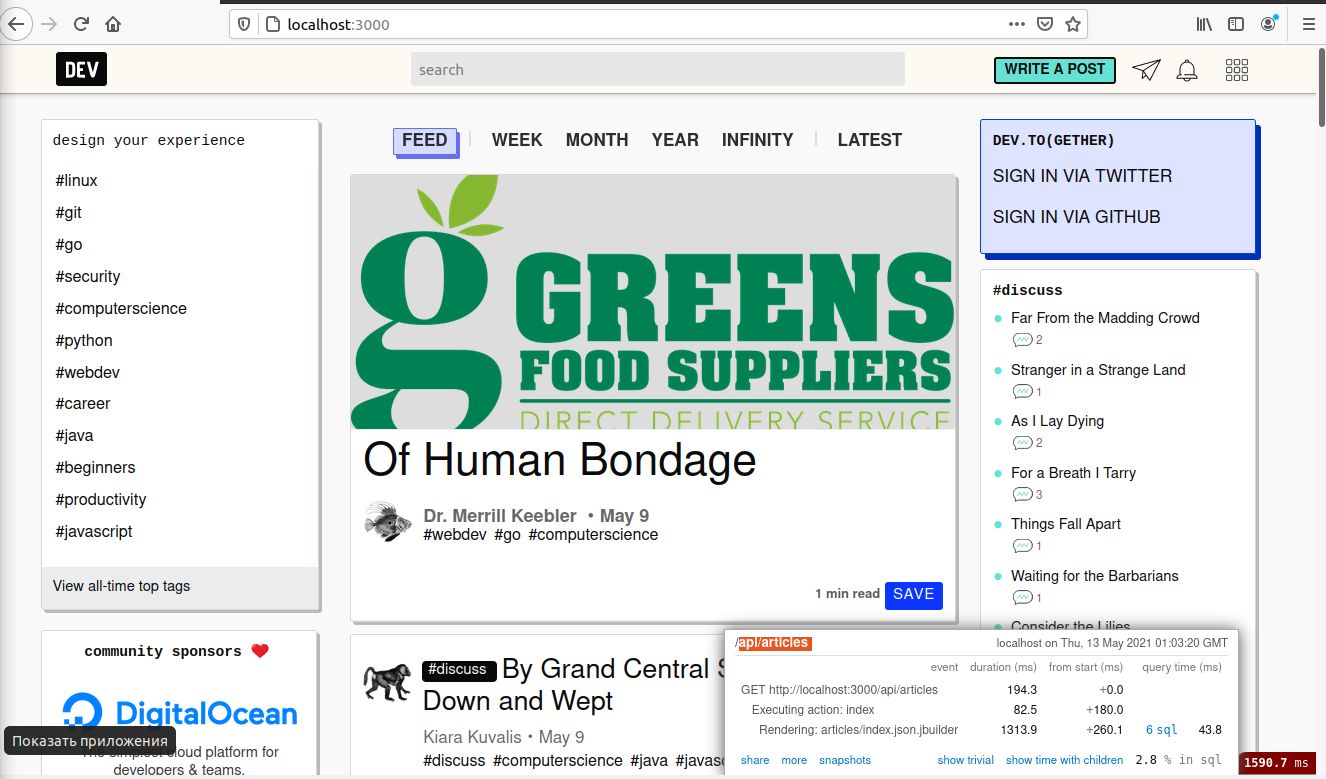 localhost:3000
DEV
search
WRITE A POST
design your experience
#linux
#git
#go
#security
#computerscience
#python
#webdev
#career
#java
#beginners
#productivity
#javascript
View all-time top tags
community sponsors
DigitalOcean
The simplest cloud platform for
developers & teams.
Показать приложения
FEED
WEEK
MONTH
YEAR
INFINITY
LATEST
g GREENS
FOOD SUPPLIERS
DIRECT DELIVERY SERVICE
Of Human Bondage
Dr. Merrill Keebler • May 9
#webdev #go #computerscience
1 min read SAVE
#discuss By Grand Central S
Down and Wept
Kiara Kuvalis • May 9
#discuss #computerscience #java #javasc
DEV.TO(GETHER)
SIGN IN VIA TWITTER
SIGN IN VIA GITHUB
#discuss
Far From the Madding Crowd
2
Stranger in a Strange Land
1
As I Lay Dying
2
For a Breath I Tarry
3
Things Fall Apart
1
Waiting for the Barbarians
1
Consider the Lilies
/api/articles localhost on Thu, 13 May 2021 01:03:20 GMT
event duration (ms) from start (ms) query time (ms)
GET http://localhost:3000/api/articles 194.3 +0.0
Executing action: index 82.5 +180.0
Rendering: articles/index.json.jbuilder 1313.9 +260.1 6 sql 43.8
share more snapshots show trivial show time with children 2.8 % in sql
1590.7 ms